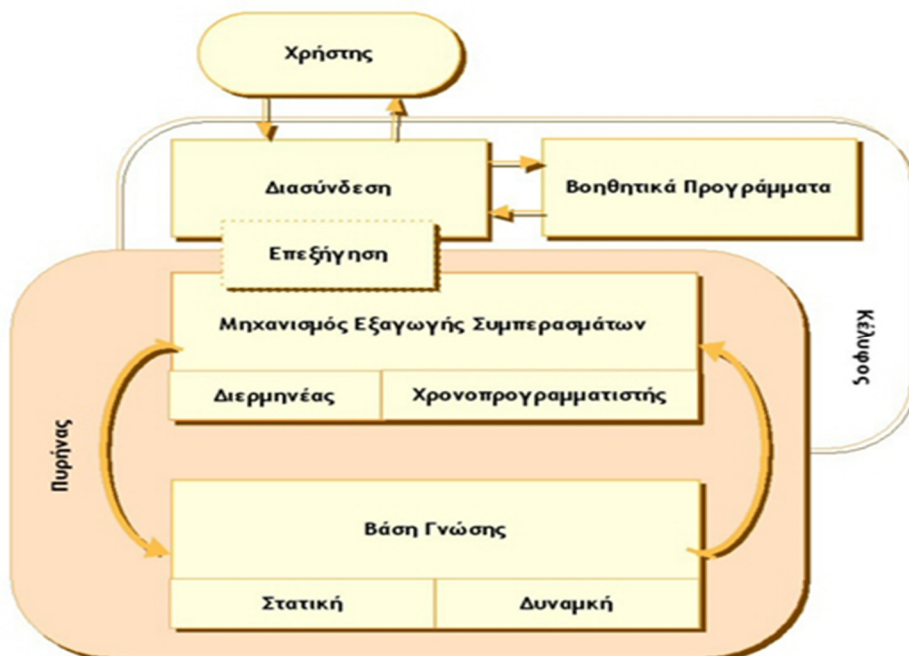 Χρήστης
Διασύνδεση
Βοηθητικά Προγράμματα
Επεξήγηση
Μηχανισμός Εξαγωγής Συμπερασμάτων
Διερμηνέας
Χρονοπρογραμματιστής
Κέλυφος
Πυρήνας
Βάση Γνώσης
Στατική
Δυναμκή